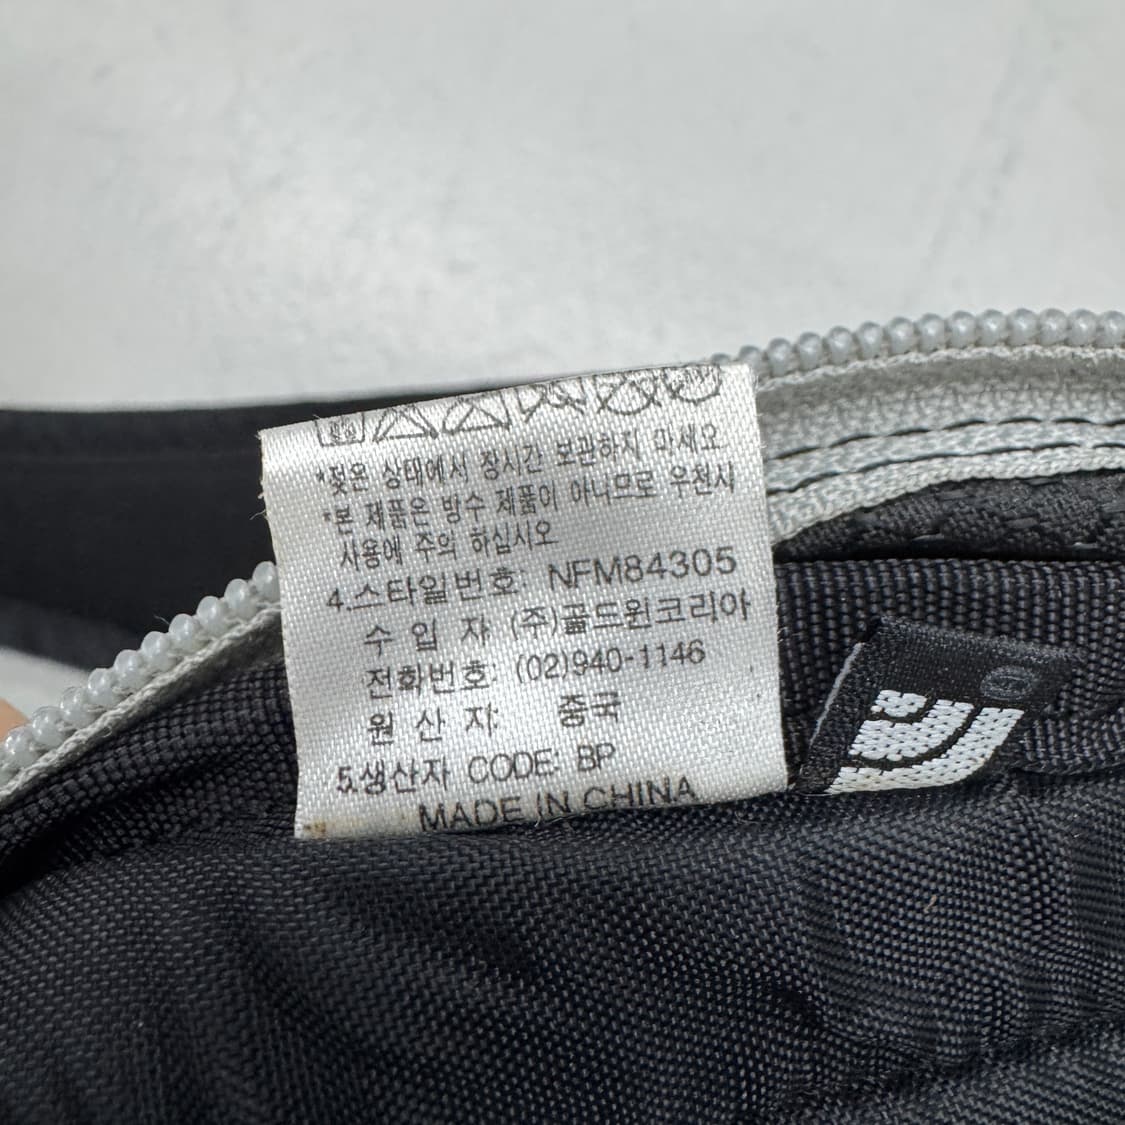 *젖은 상태에서 장시간 보관하지 마세요
*본 제품은 방수 제품이 아니므로 우천시
사용에 주의 하십시오
4.스타일번호: NFM84305
수 입 자 (주)골드윈코리아
전화번호: (02)940-1146
원 산 지: 중국
5.생산자 CODE: BP
MADE IN CHINA